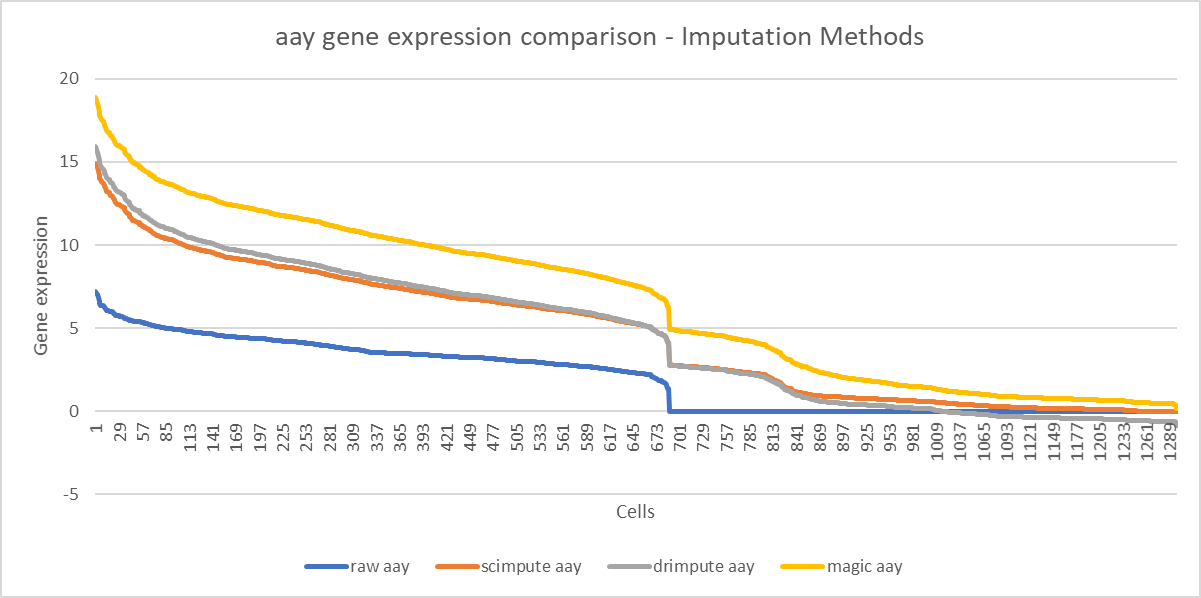 aay gene expression comparison - Imputation Methods
20
15
10
5
0
-5
Gene expression
1 29 57 85 113 141 169 197 225 253 281 309 337 365 393 421 449 477 505 533 561 589 617 645 673 701 729 757 785 813 841 869 897 925 953 981 1009 1037 1065 1093 1121 1149 1177 1205 1233 1261 1289
Cells
raw aay scimpute aay drimpute aay magic aay